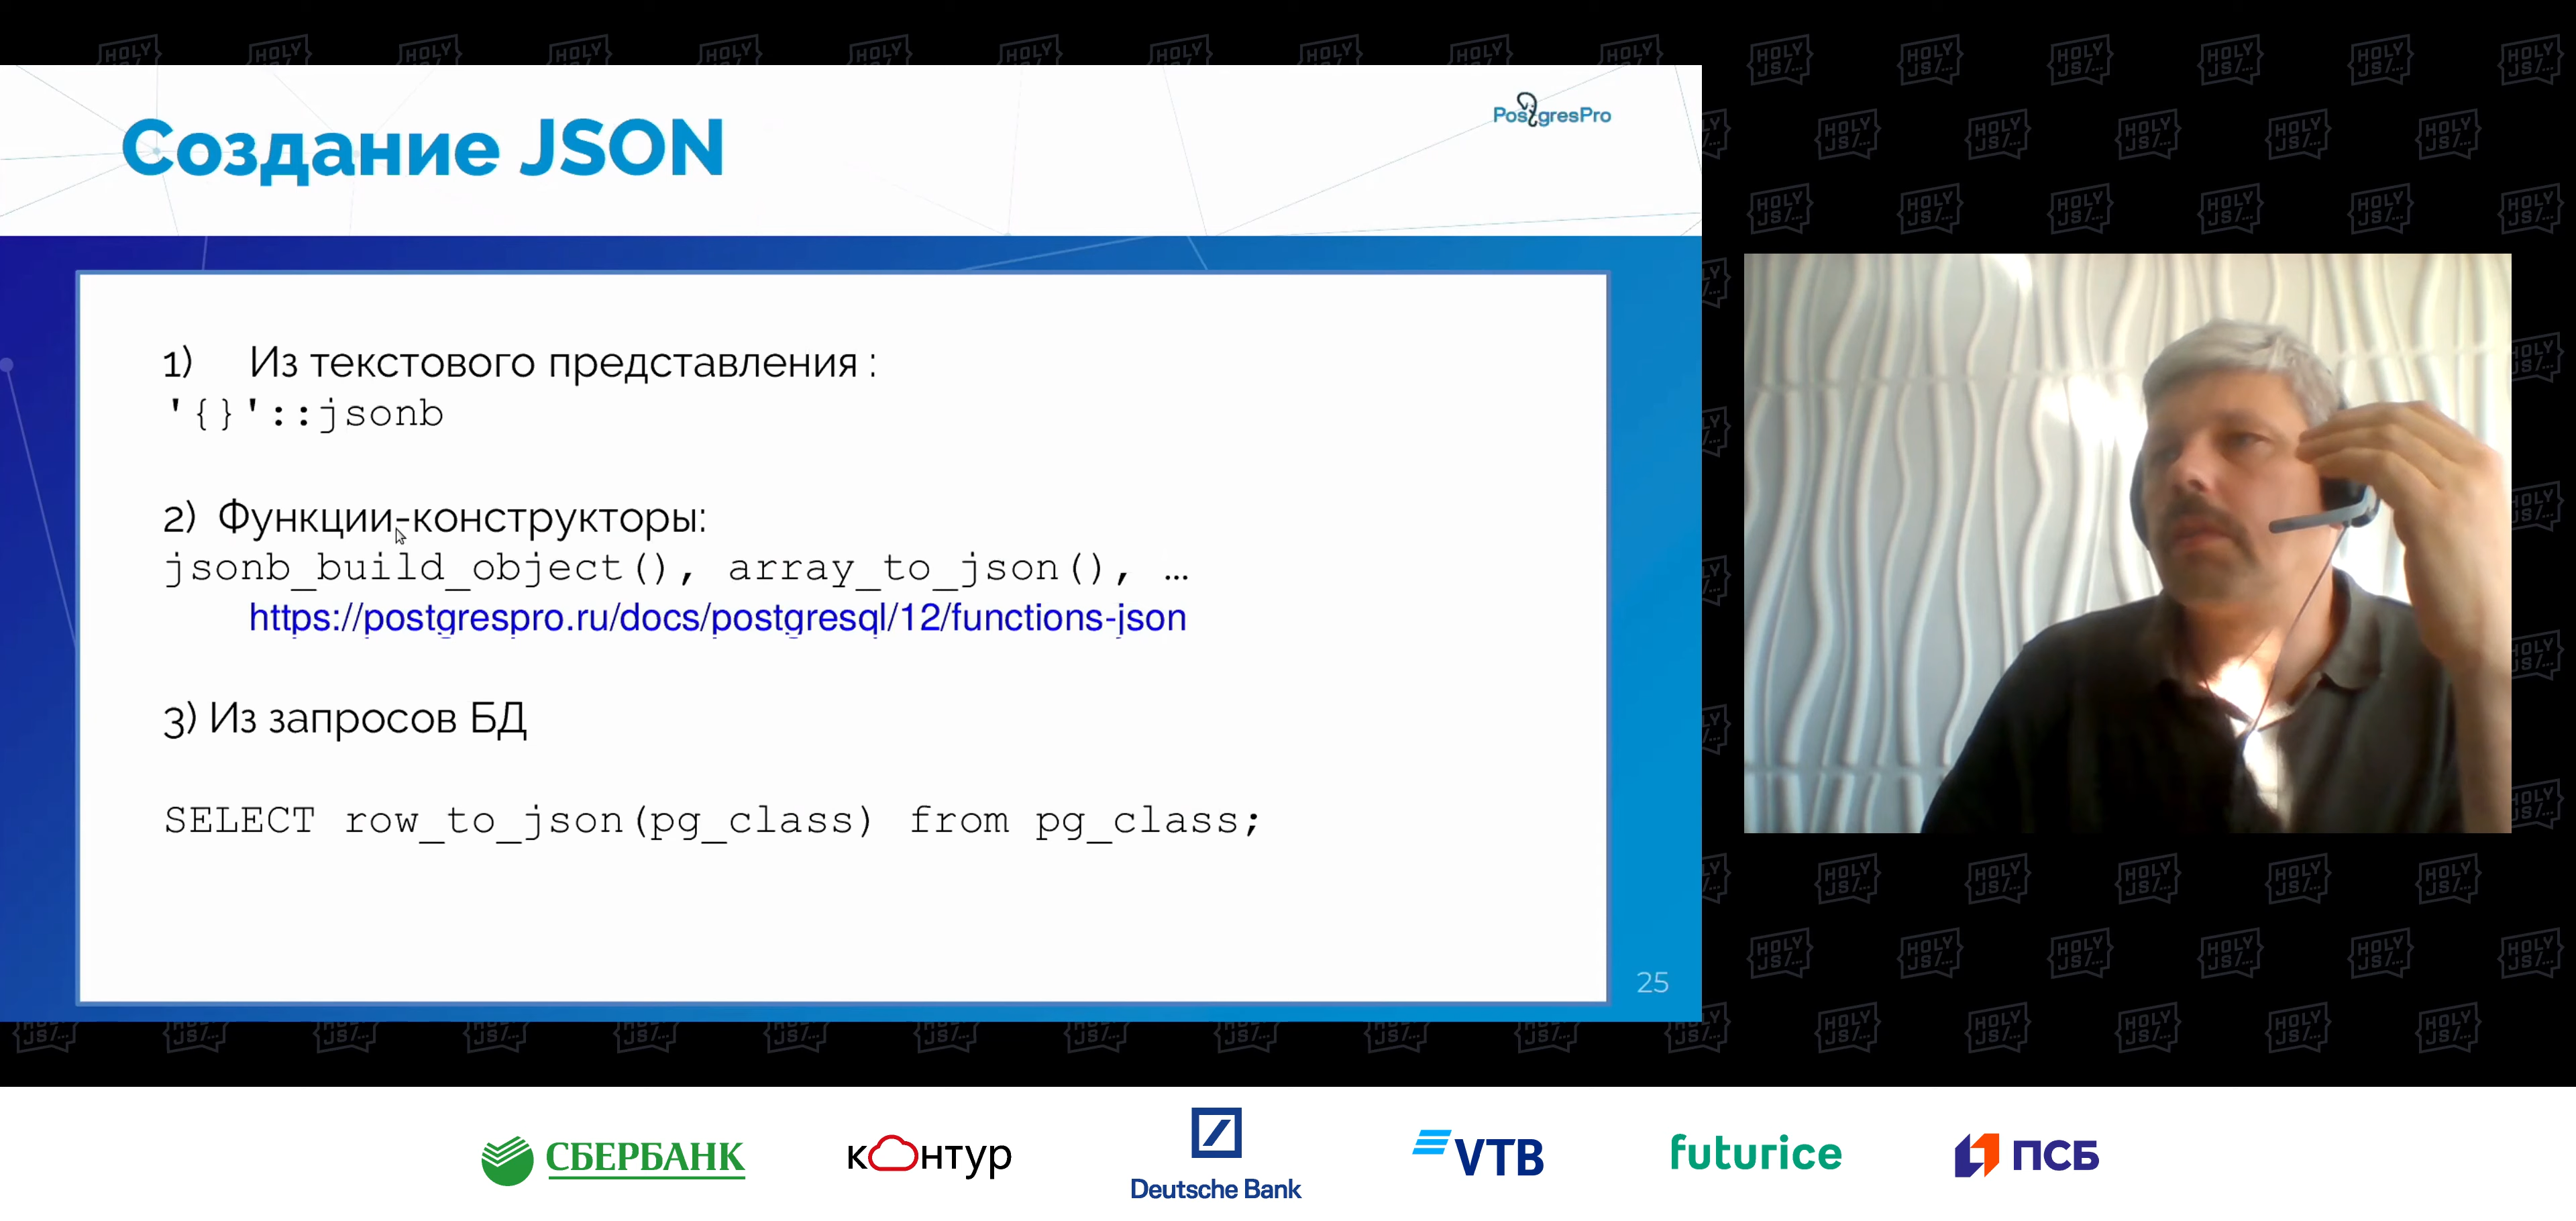 HOLY JS/...
Создание JSON
PostgresPro
1) Из текстового представления :
'{}'::jsonb
2) Функции-конструкторы:
jsonb_build_object(), array_to_json(), …
https://postgrespro.ru/docs/postgresql/12/functions-json
3) Из запросов БД
SELECT row_to_json(pg_class) from pg_class;
25
СБЕРБАНК
контур
Deutsche Bank
VTB
futurice
ПСБ